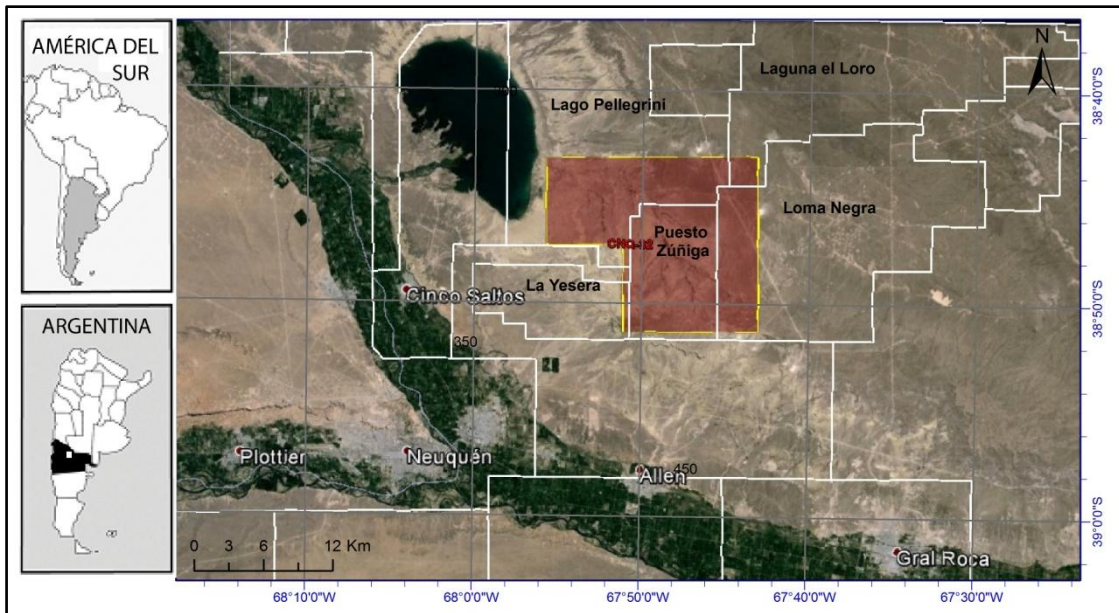 AMÉRICA DEL
SUR
ARGENTINA
N
Laguna el Loro
Lago Pellegrini
Loma Negra
Puesto
Zúñiga
La Yesera
Cinco Saltos
350
Plottier
Neuquén
Allen
450
Gral Roca
0 3 6 12 Km
38°40'0"W
38°50'0"W
39°0'0"W
68°10'0"W
68°0'0"W
67°50'0"W
67°40'0"W
67°30'0"W